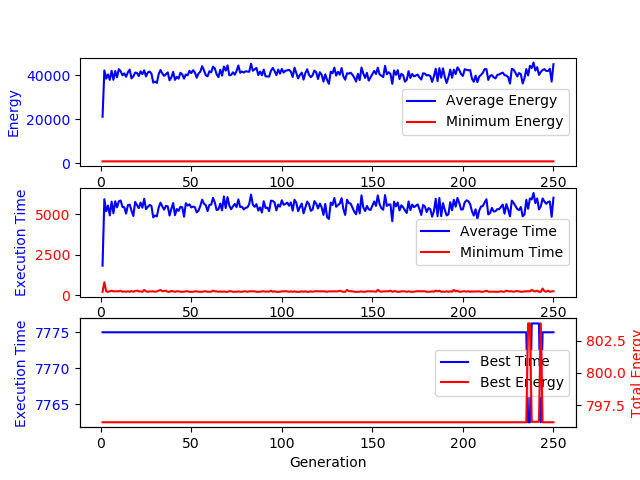 Energy
40000
20000
0
Average Energy
Minimum Energy
0 50 100 150 200 250
Execution Time
5000
2500
0
Average Time
Minimum Time
0 50 100 150 200 250
Execution Time
7775
7770
7765
Best Time
Best Energy
802.5
800.0
797.5
Total Energy
0 50 100 150 200 250
Generation